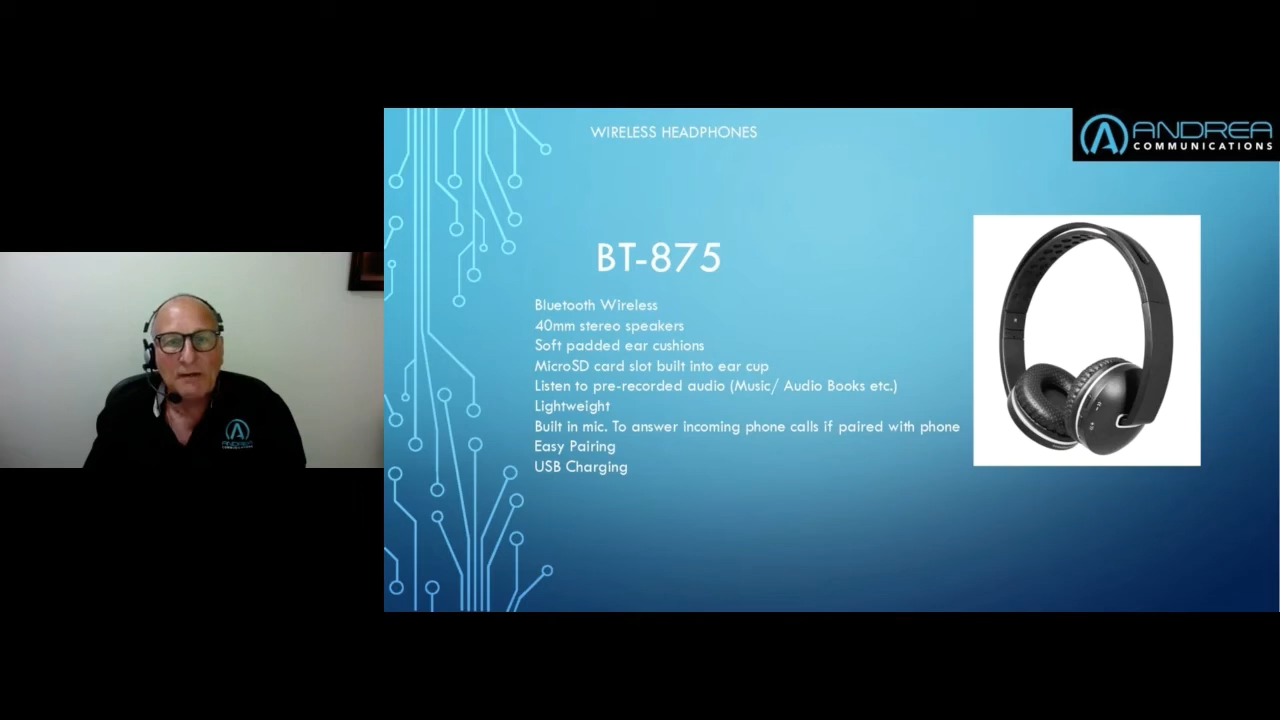 WIRELESS HEADPHONES
ANDREA
COMMUNICATIONS
BT-875
Bluetooth Wireless
40mm stereo speakers
Soft padded ear cushions
MicroSD card slot built into ear cup
Listen to pre-recorded audio (Music/ Audio Books etc.)
Lightweight
Built in mic. To answer incoming phone calls if paired with phone
Easy Pairing
USB Charging
ANDREA
COMMUNICATIONS